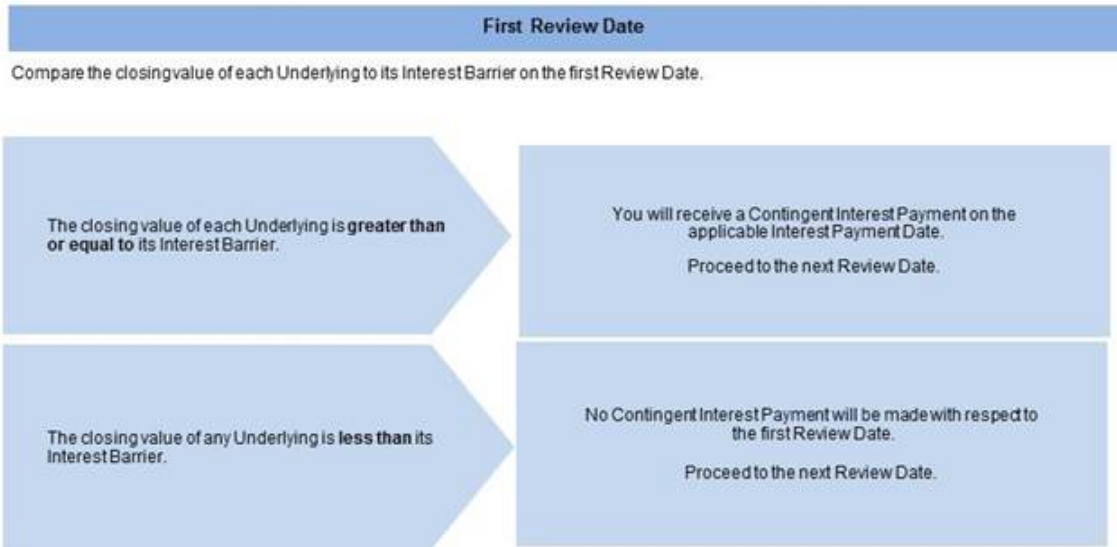 First Review Date
Compare the closing value of each Underlying to its Interest Barrier on the first Review Date.
The closing value of each Underlying is greater than
or equal to its Interest Barrier.
You will receive a Contingent Interest Payment on the
applicable Interest Payment Date.
Proceed to the next Review Date.
The closing value of any Underlying is less than its
Interest Barrier.
No Contingent Interest Payment will be made with respect to
the first Review Date.
Proceed to the next Review Date.